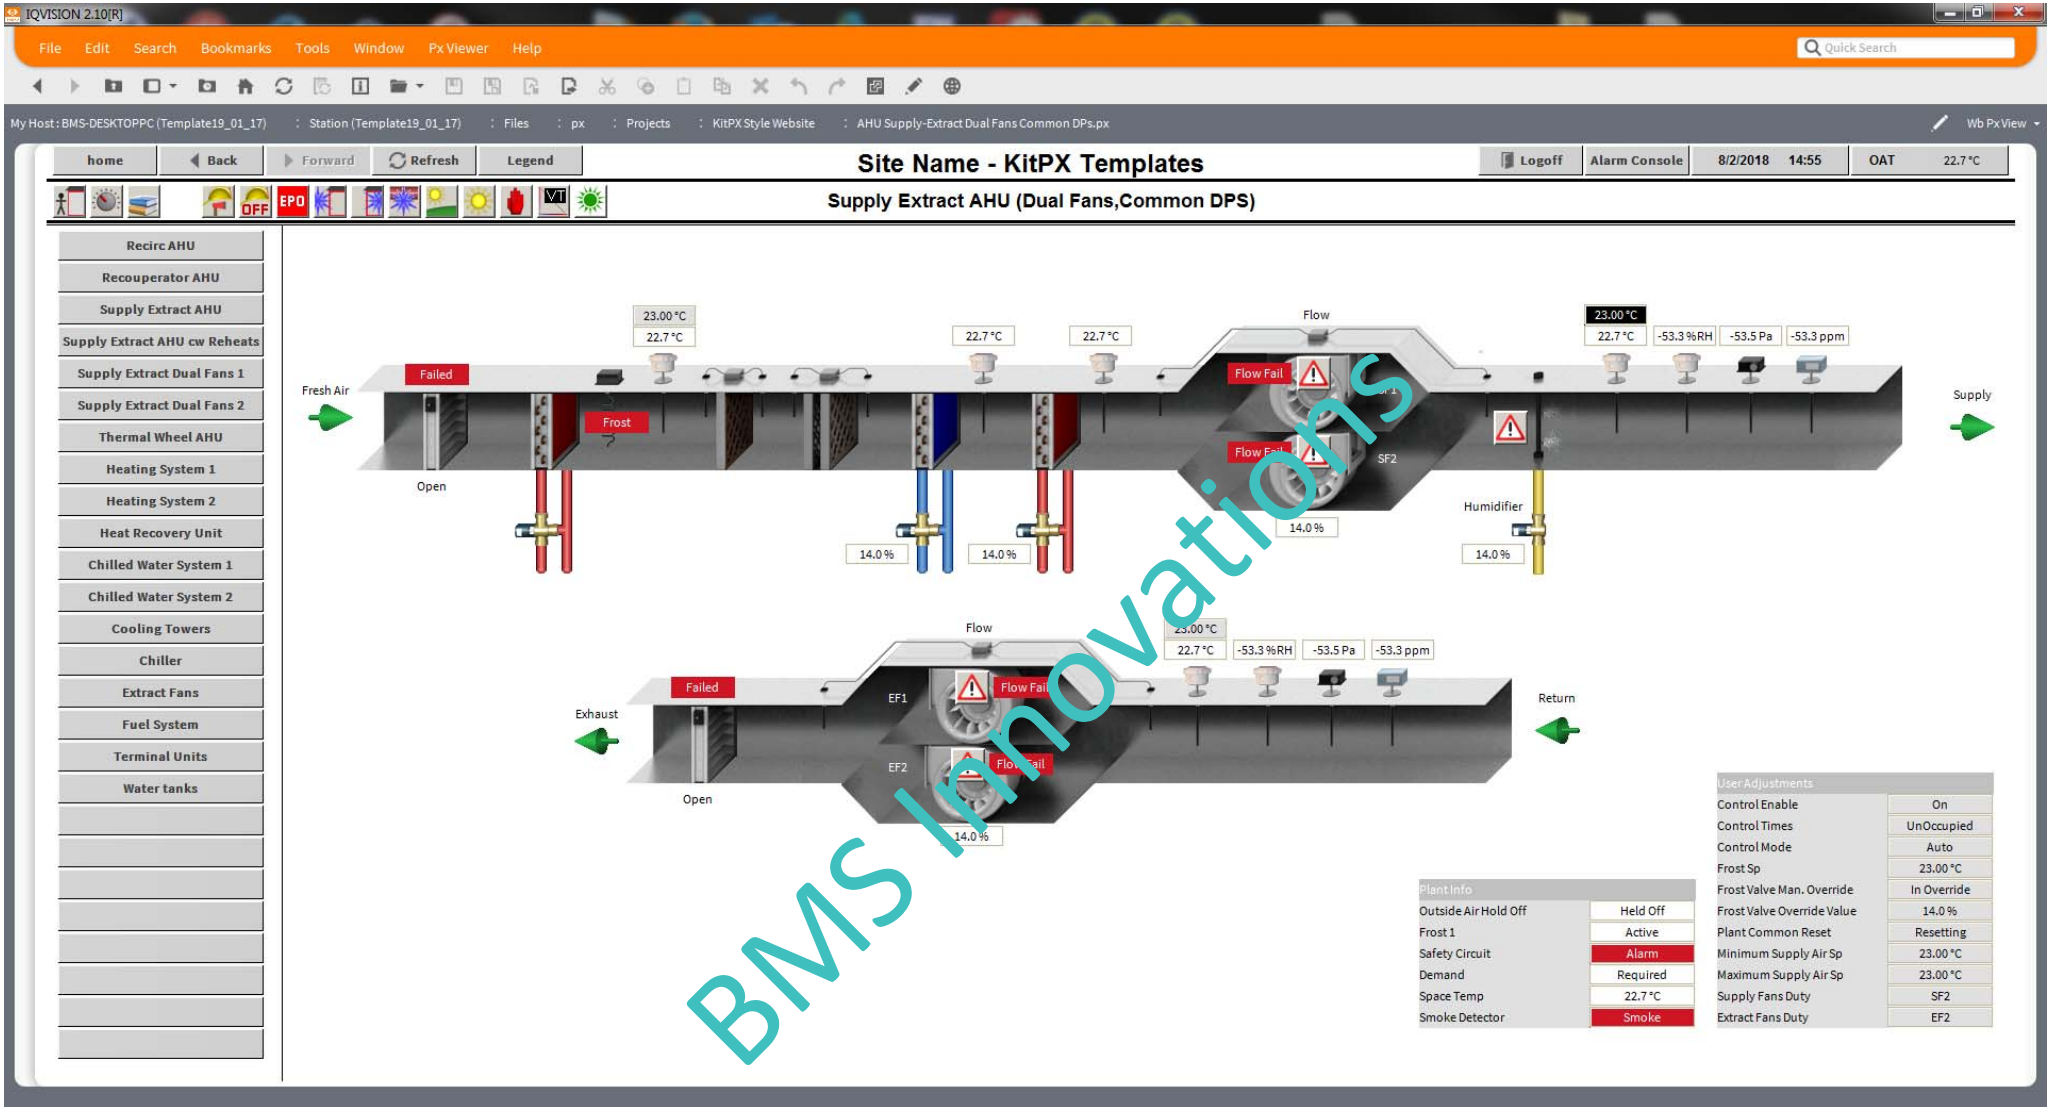 IQVISION 2.10[R]
File Edit Search Bookmarks Tools Window Px Viewer Help
Quick Search
My Host : BMS-DESKTOPPC (Template19_01_17) : Station (Template19_01_17) : Files : px : Projects : KitPX Style Website : AHU Supply-Extract Dual Fans Common DPs.px
Wb Px View
home Back Forward Refresh Legend
Site Name - KitPX Templates
Logoff Alarm Console 8/2/2018 14:55 OAT 22.7 °C
OFF EPO VT
Supply Extract AHU (Dual Fans,Common DPS)
Recirc AHU
Recouperator AHU
Supply Extract AHU
Supply Extract AHU cw Reheats
Supply Extract Dual Fans 1
Supply Extract Dual Fans 2
Thermal Wheel AHU
Heating System 1
Heating System 2
Heat Recovery Unit
Chilled Water System 1
Chilled Water System 2
Cooling Towers
Chiller
Extract Fans
Fuel System
Terminal Units
Water tanks
23.00 °C
22.7 °C
22.7 °C
22.7 °C
Flow
23.00 °C
22.7 °C -53.3 %RH -53.5 Pa -53.3 ppm
Fresh Air
Failed
Frost
Flow Fail
SF1
Flow Fail
SF2
Supply
Open
Humidifier
14.0 %
14.0 %
14.0 %
14.0 %
Flow
23.00 °C
22.7 °C -53.3 %RH -53.5 Pa -53.3 ppm
Failed
EF1
Flow Fail
Return
Exhaust
EF2
Flow Fail
Open
14.0 %
BMS Innovations
Plant Info
Outside Air Hold Off Held Off
Frost 1 Active
Safety Circuit Alarm
Demand Required
Space Temp 22.7 °C
Smoke Detector Smoke
User Adjustments
Control Enable On
Control Times UnOccupied
Control Mode Auto
Frost Sp 23.00 °C
Frost Valve Man. Override In Override
Frost Valve Override Value 14.0 %
Plant Common Reset Resetting
Minimum Supply Air Sp 23.00 °C
Maximum Supply Air Sp 23.00 °C
Supply Fans Duty SF2
Extract Fans Duty EF2